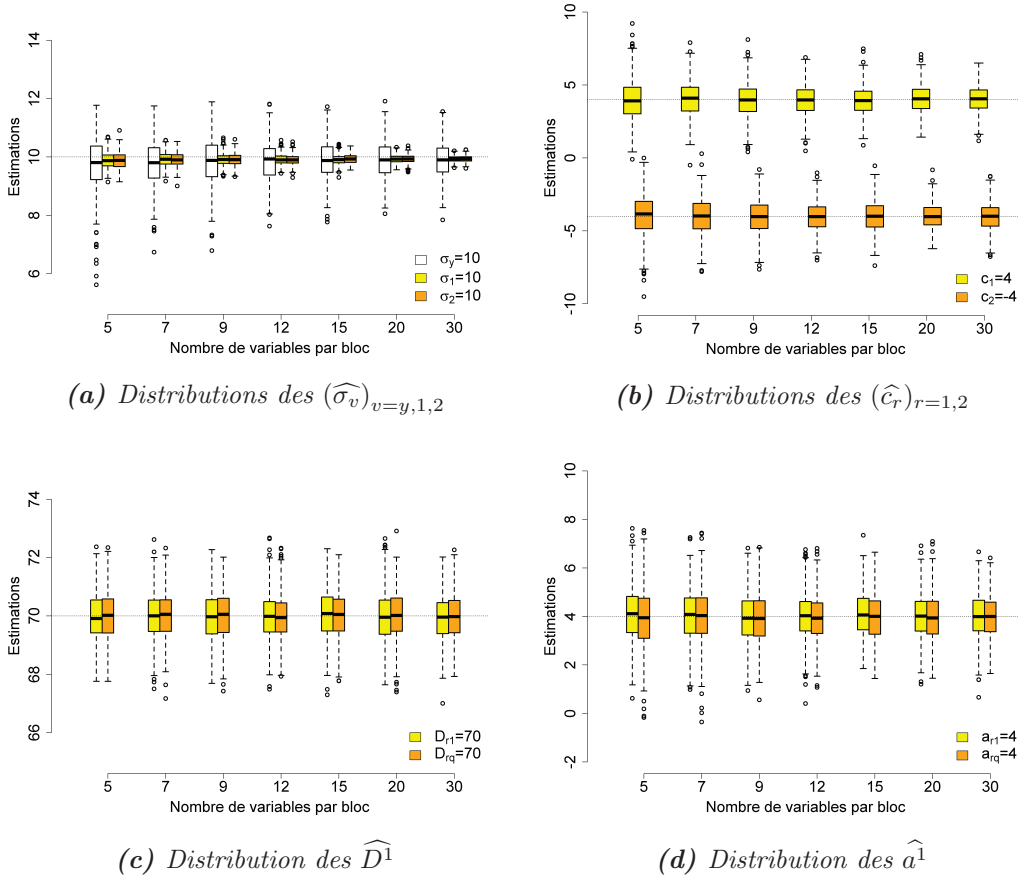 14
12
10
8
6
Estimations
σy=10
σ1=10
σ2=10
5 7 9 12 15 20 30
Nombre de variables par bloc
(a) Distributions des (σ̂v)v=y,1,2
10
5
0
-5
-10
Estimations
c1=4
c2=-4
5 7 9 12 15 20 30
Nombre de variables par bloc
(b) Distributions des (ĉr)r=1,2
74
72
70
68
66
Estimations
Dr1=70
Drq=70
5 7 9 12 15 20 30
Nombre de variables par bloc
(c) Distribution des D̂1
10
8
6
4
2
0
-2
Estimations
ar1=4
arq=4
5 7 9 12 15 20 30
Nombre de variables par bloc
(d) Distribution des â1